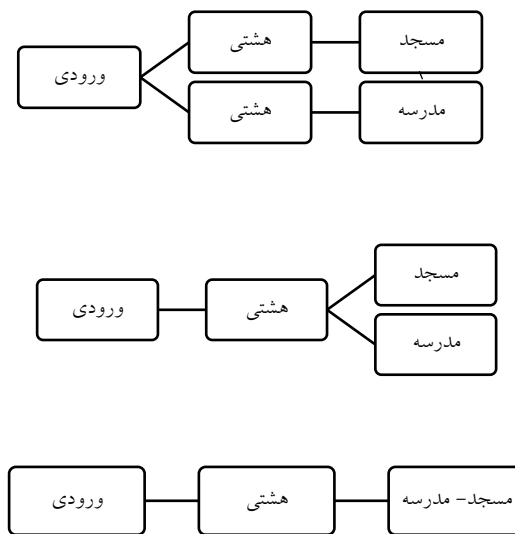 ورودی
هشتی
مسجد
هشتی
مدرسه
ورودی
هشتی
مسجد
مدرسه
ورودی
هشتی
مسجد- مدرسه